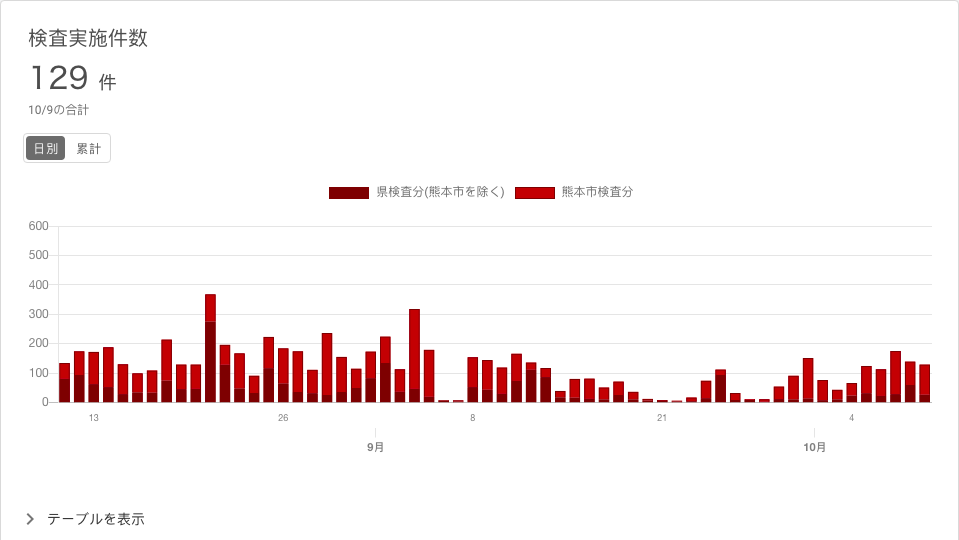 検査実施件数
129 件
10/9の合計
日別 累計
県検査分(熊本市を除く) 熊本市検査分
600
500
400
300
200
100
0
13 26 8 21 4
9月 10月
テーブルを表示